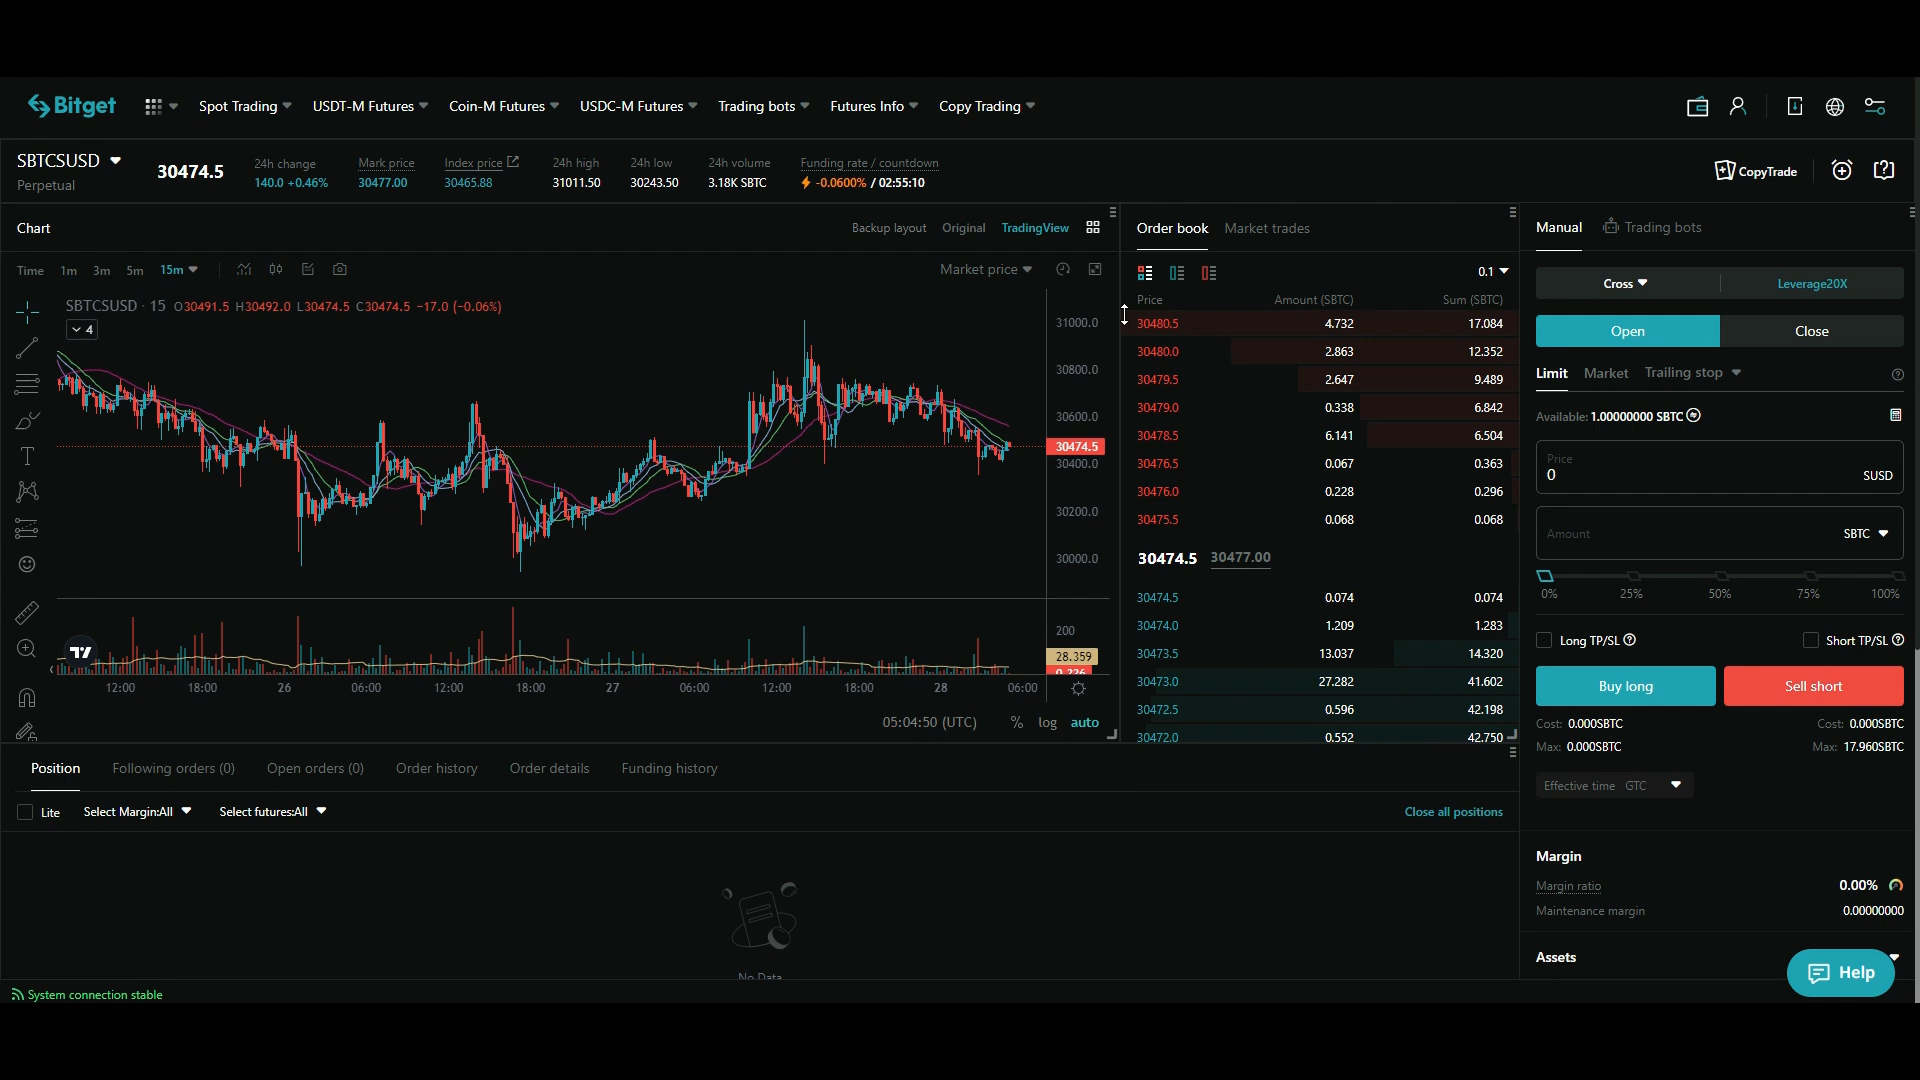 Bitget Spot Trading USDT-M Futures Coin-M Futures USDC-M Futures Trading bots Futures Info Copy Trading
SBTCSUSD
Perpetual
30474.5
24h change
140.0 +0.46%
Mark price
30477.00
Index price
30465.88
24h high
31011.50
24h low
30243.50
24h volume
3.18K SBTC
Funding rate / countdown
-0.0600% / 02:55:10
CopyTrade
Chart
Backup layout Original TradingView
Time 1m 3m 5m 15m
Market price
SBTCSUSD · 15 O30491.5 H30492.0 L30474.5 C30474.5 −17.0 (−0.06%)
4
31000.0
30800.0
30600.0
30474.5
30400.0
30200.0
30000.0
200
28.359
0.226
12:00 18:00 26 06:00 12:00 18:00 27 06:00 12:00 18:00 28 06:00
05:04:50 (UTC) % log auto
Order book Market trades
0.1
Price Amount (SBTC) Sum (SBTC)
30480.5 4.732 17.084
30480.0 2.863 12.352
30479.5 2.647 9.489
30479.0 0.338 6.842
30478.5 6.141 6.504
30476.5 0.067 0.363
30476.0 0.228 0.296
30475.5 0.068 0.068
30474.5 30477.00
30474.5 0.074 0.074
30474.0 1.209 1.283
30473.5 13.037 14.320
30473.0 27.282 41.602
30472.5 0.596 42.198
30472.0 0.552 42.750
Manual Trading bots
Cross Leverage20X
Open Close
Limit Market Trailing stop
Available: 1.00000000 SBTC
Price
0 SUSD
Amount SBTC
0% 25% 50% 75% 100%
Long TP/SL Short TP/SL
Buy long Sell short
Cost: 0.000SBTC Cost: 0.000SBTC
Max: 0.000SBTC Max: 17.960SBTC
Effective time GTC
Margin
Margin ratio 0.00%
Maintenance margin 0.00000000
Assets
Help
Position Following orders (0) Open orders (0) Order history Order details Funding history
Lite Select Margin:All Select futures:All Close all positions
No Data
System connection stable